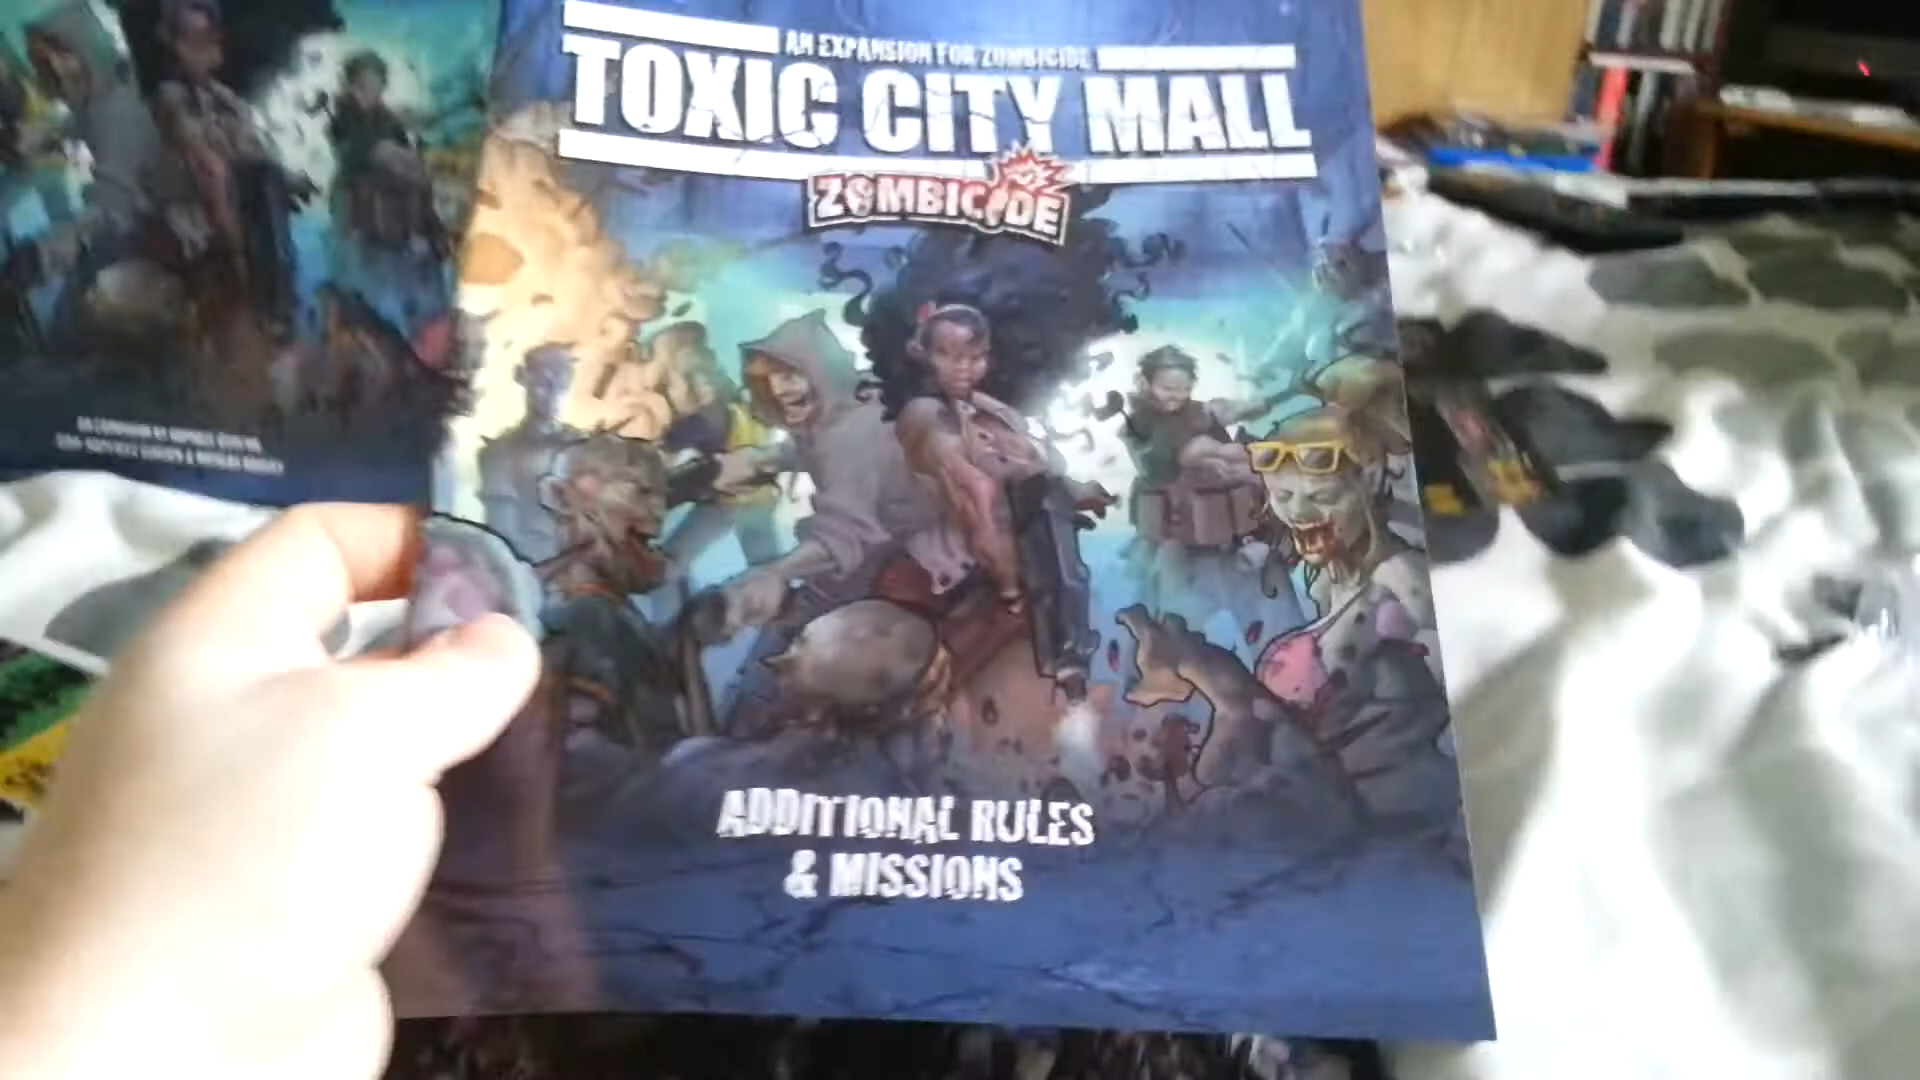 AN EXPANSION FOR ZOMBICIDE
TOXIC CITY MALL
ZOMBICIDE
ADDITIONAL RULES
& MISSIONS